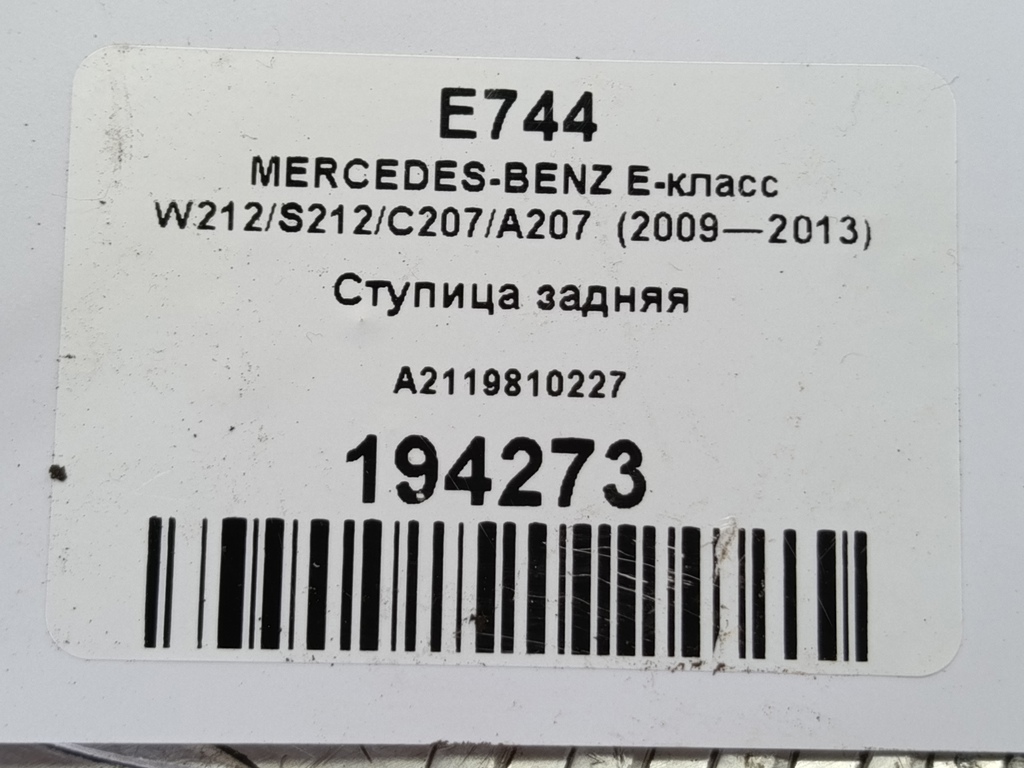 E744
MERCEDES-BENZ E-класс
W212/S212/C207/A207 (2009—2013)
Ступица задняя
A2119810227
194273